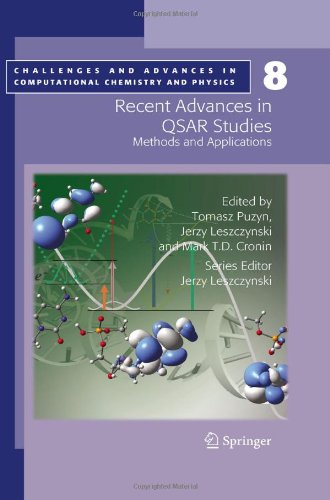 CHALLENGES AND ADVANCES IN
COMPUTATIONAL CHEMISTRY AND PHYSICS
8
Recent Advances in
QSAR Studies
Methods and Applications
Edited by
Tomasz Puzyn,
Jerzy Leszczynski
and Mark T.D. Cronin
Series Editor
Jerzy Leszczynski
Springer